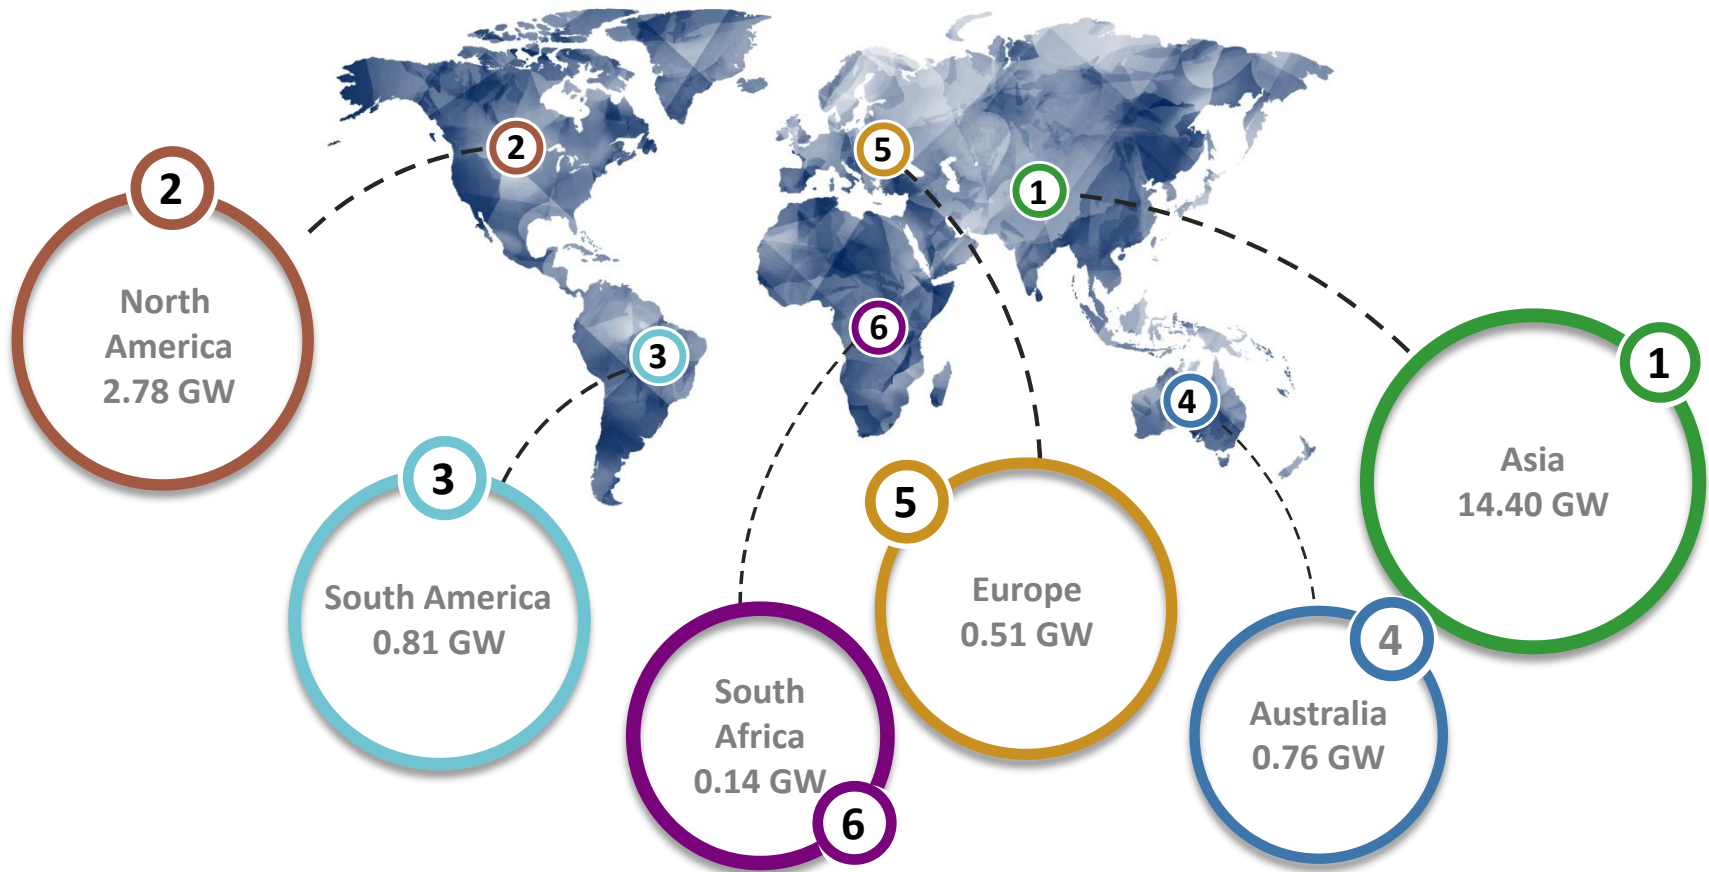 2
5
1
2
6
3
4
1
North
America
2.78 GW
3
Asia
14.40 GW
5
South America
0.81 GW
Europe
0.51 GW
4
South
Africa
0.14 GW
6
Australia
0.76 GW